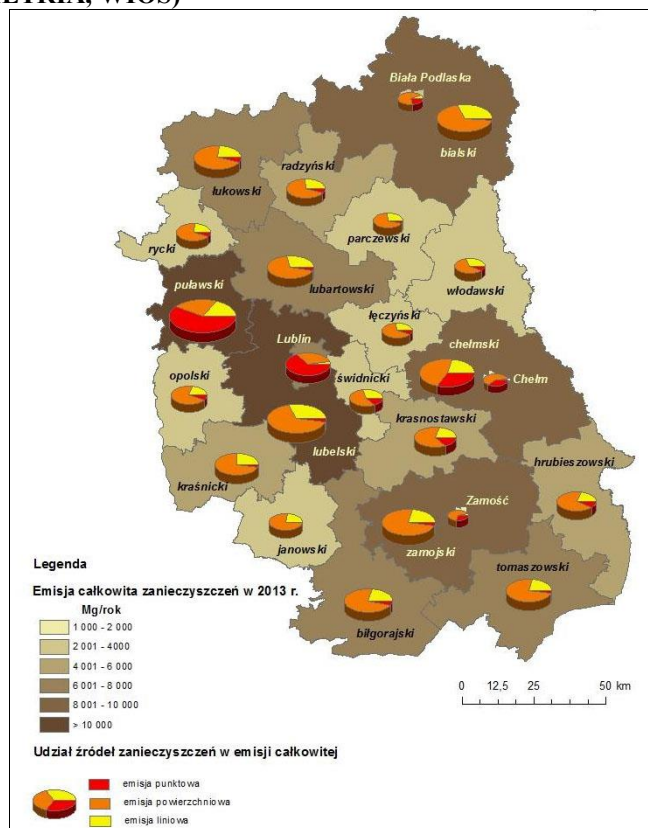 LETRIA, WIOŚ)
Biała Podlaska
bialski
radzyński
łukowski
parczewski
rycki
włodawski
puławski
lubartowski
łęczyński
Lublin
chełmski
opolski
świdnicki
Chełm
krasnostawski
lubelski
hrubieszowski
kraśnicki
Zamość
janowski
zamojski
tomaszowski
biłgorajski
Legenda
Emisja całkowita zanieczyszczeń w 2013 r.
Mg/rok
1 000 - 2 000
2 001 - 4000
4 001 - 6 000
6 001 - 8 000
8 001 - 10 000
> 10 000
0 12,5 25 50 km
Udział źródeł zanieczyszczeń w emisji całkowitej
emisja punktowa
emisja powierzchniowa
emisja liniowa